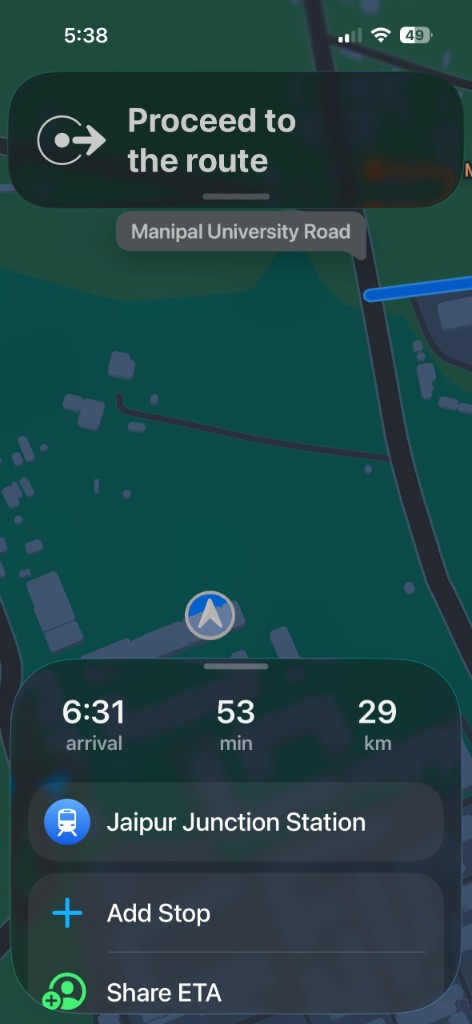 5:38
49
Proceed to
the route
Manipal University Road
6:31
53
29
arrival
min
km
Jaipur Junction Station
Add Stop
Share ETA